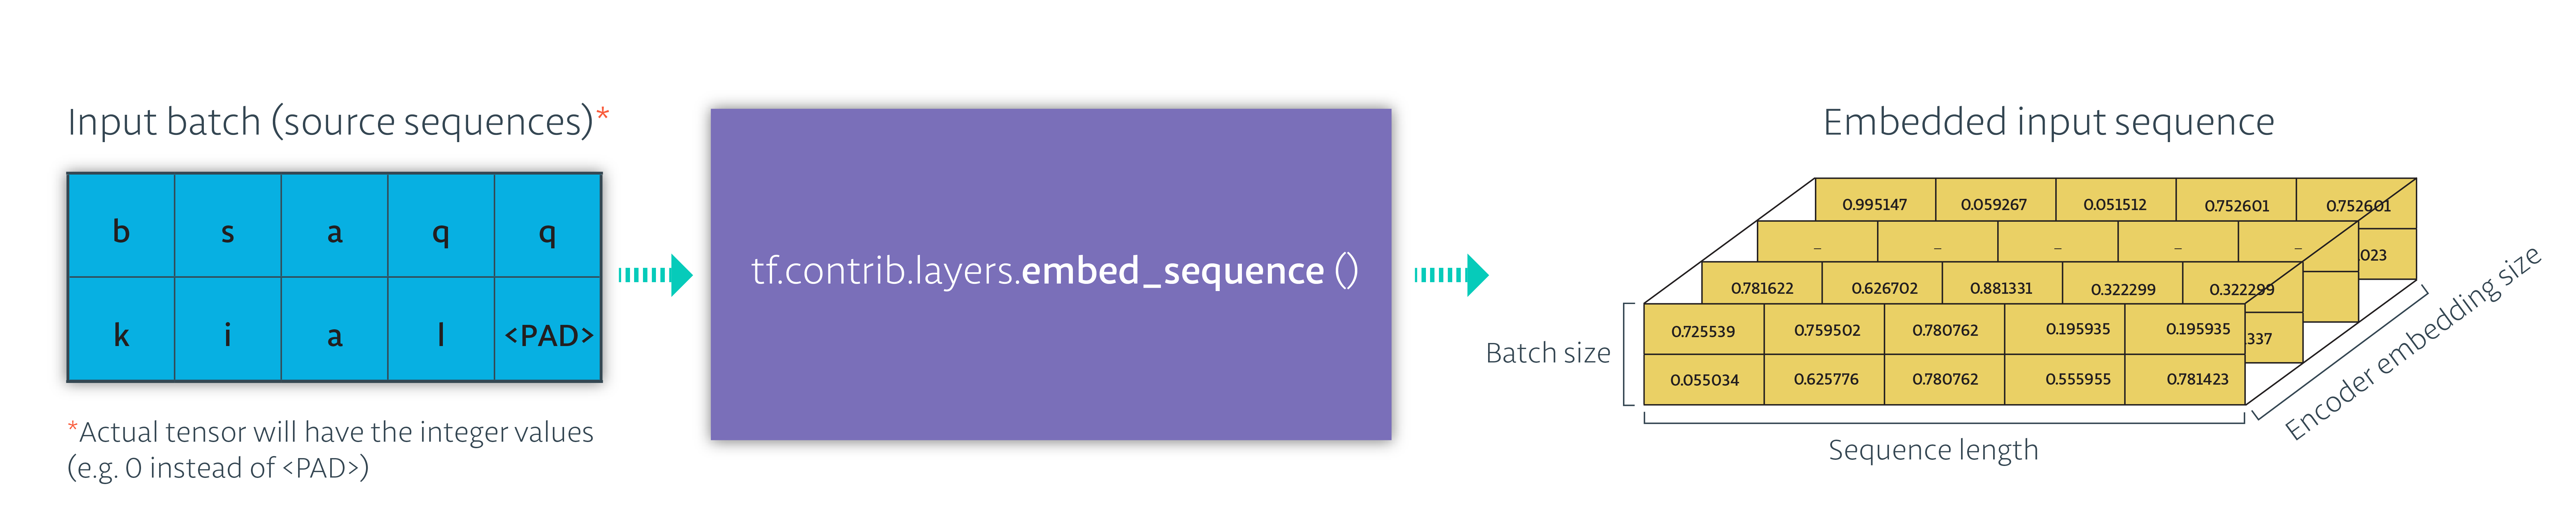 Input batch (source sequences)*
b s a q q
k i a l <PAD>
*Actual tensor will have the integer values
(e.g. 0 instead of <PAD>)
tf.contrib.layers.embed_sequence ()
Embedded input sequence
0.995147 0.059267 0.051512 0.752601 0.752601
_ _ _ _ _
023
0.781622 0.626702 0.881331 0.322299 0.322299
0.725539 0.759502 0.780762 0.195935 0.195935
.337
0.055034 0.625776 0.780762 0.555955 0.781423
Batch size
Sequence length
Encoder embedding size